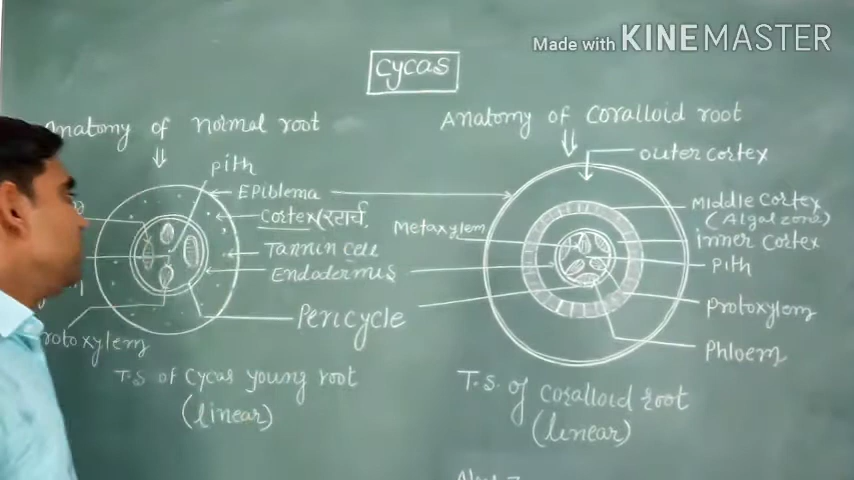 Made with KINEMASTER
Cycas
Anatomy of normal root
Anatomy of Coralloid root
pith
outer cortex
EPiblema
Cortex (स्टार्च,
Middle Cortex
(Algal zone)
Metaxylem
inner Cortex
Tannin cell
Endodermis
pith
Pericycle
protoxylem
rotoxylem
Phloem
T.S of Cycas young root
(linear)
T.S. of coralloid root
(linear)